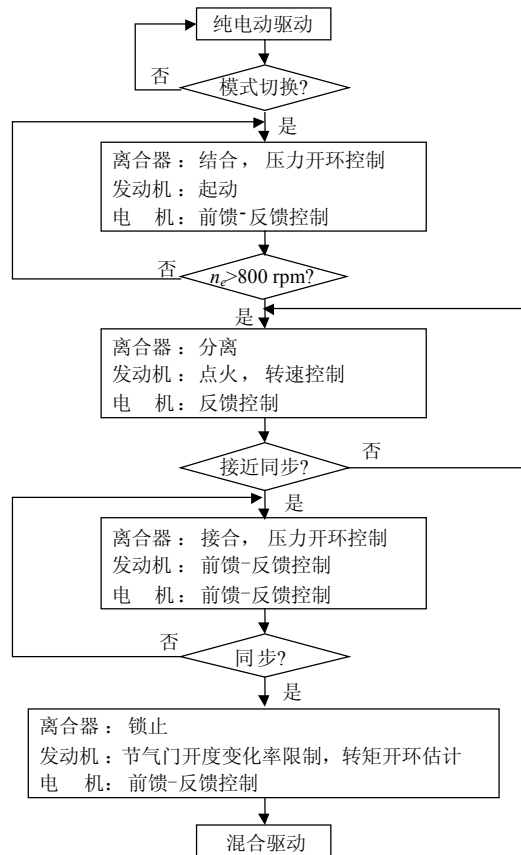 纯电动驱动
否
模式切换?
是
离合器：结合，压力开环控制
发动机：起动
电 机：前馈-反馈控制
否
nₑ>800 rpm?
是
离合器：分离
发动机：点火，转速控制
电 机：反馈控制
接近同步?
否
是
离合器：接合，压力开环控制
发动机：前馈-反馈控制
电 机：前馈-反馈控制
否
同步?
是
离合器：锁止
发动机：节气门开度变化率限制，转矩开环估计
电 机：前馈-反馈控制
混合驱动